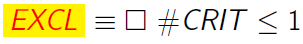 EXCL ≡ □ #CRIT ≤ 1